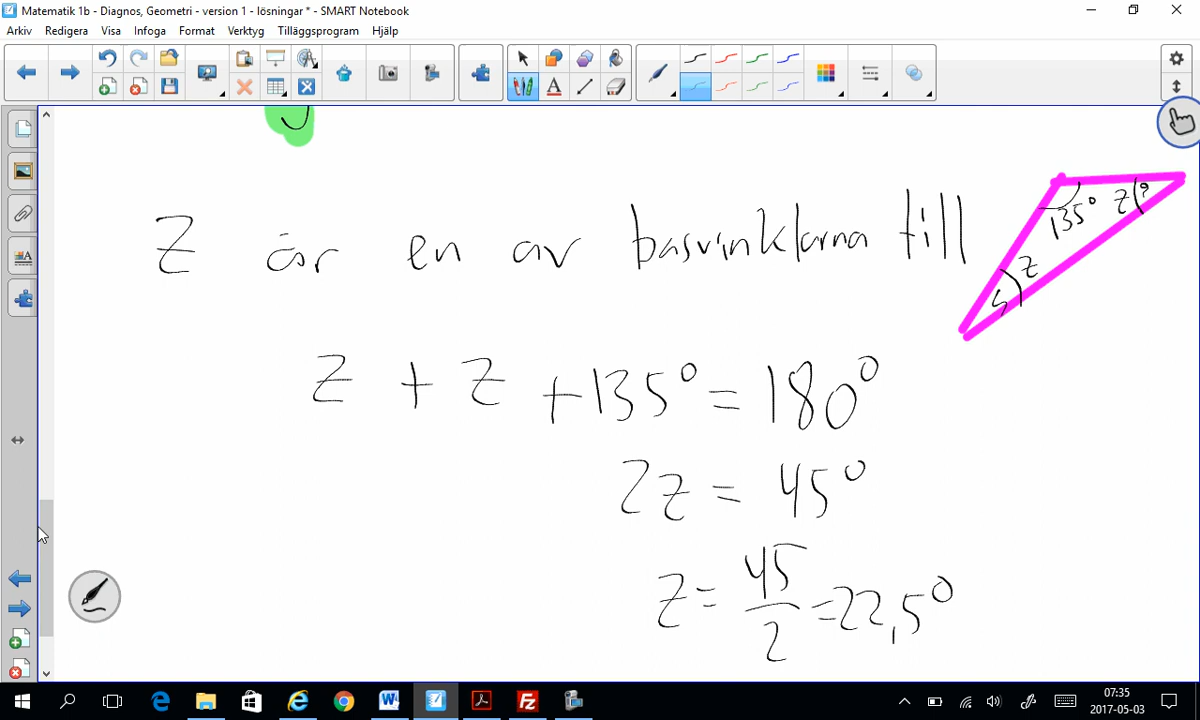 Matematik 1b - Diagnos, Geometri - version 1 - lösningar * - SMART Notebook
Arkiv Redigera Visa Infoga Format Verktyg Tilläggsprogram Hjälp
Z är en av basvinklarna till
135° z ?
z
z + z + 135° = 180°
2z = 45°
z = 45/2 = 22,5°
07:35
2017-05-03